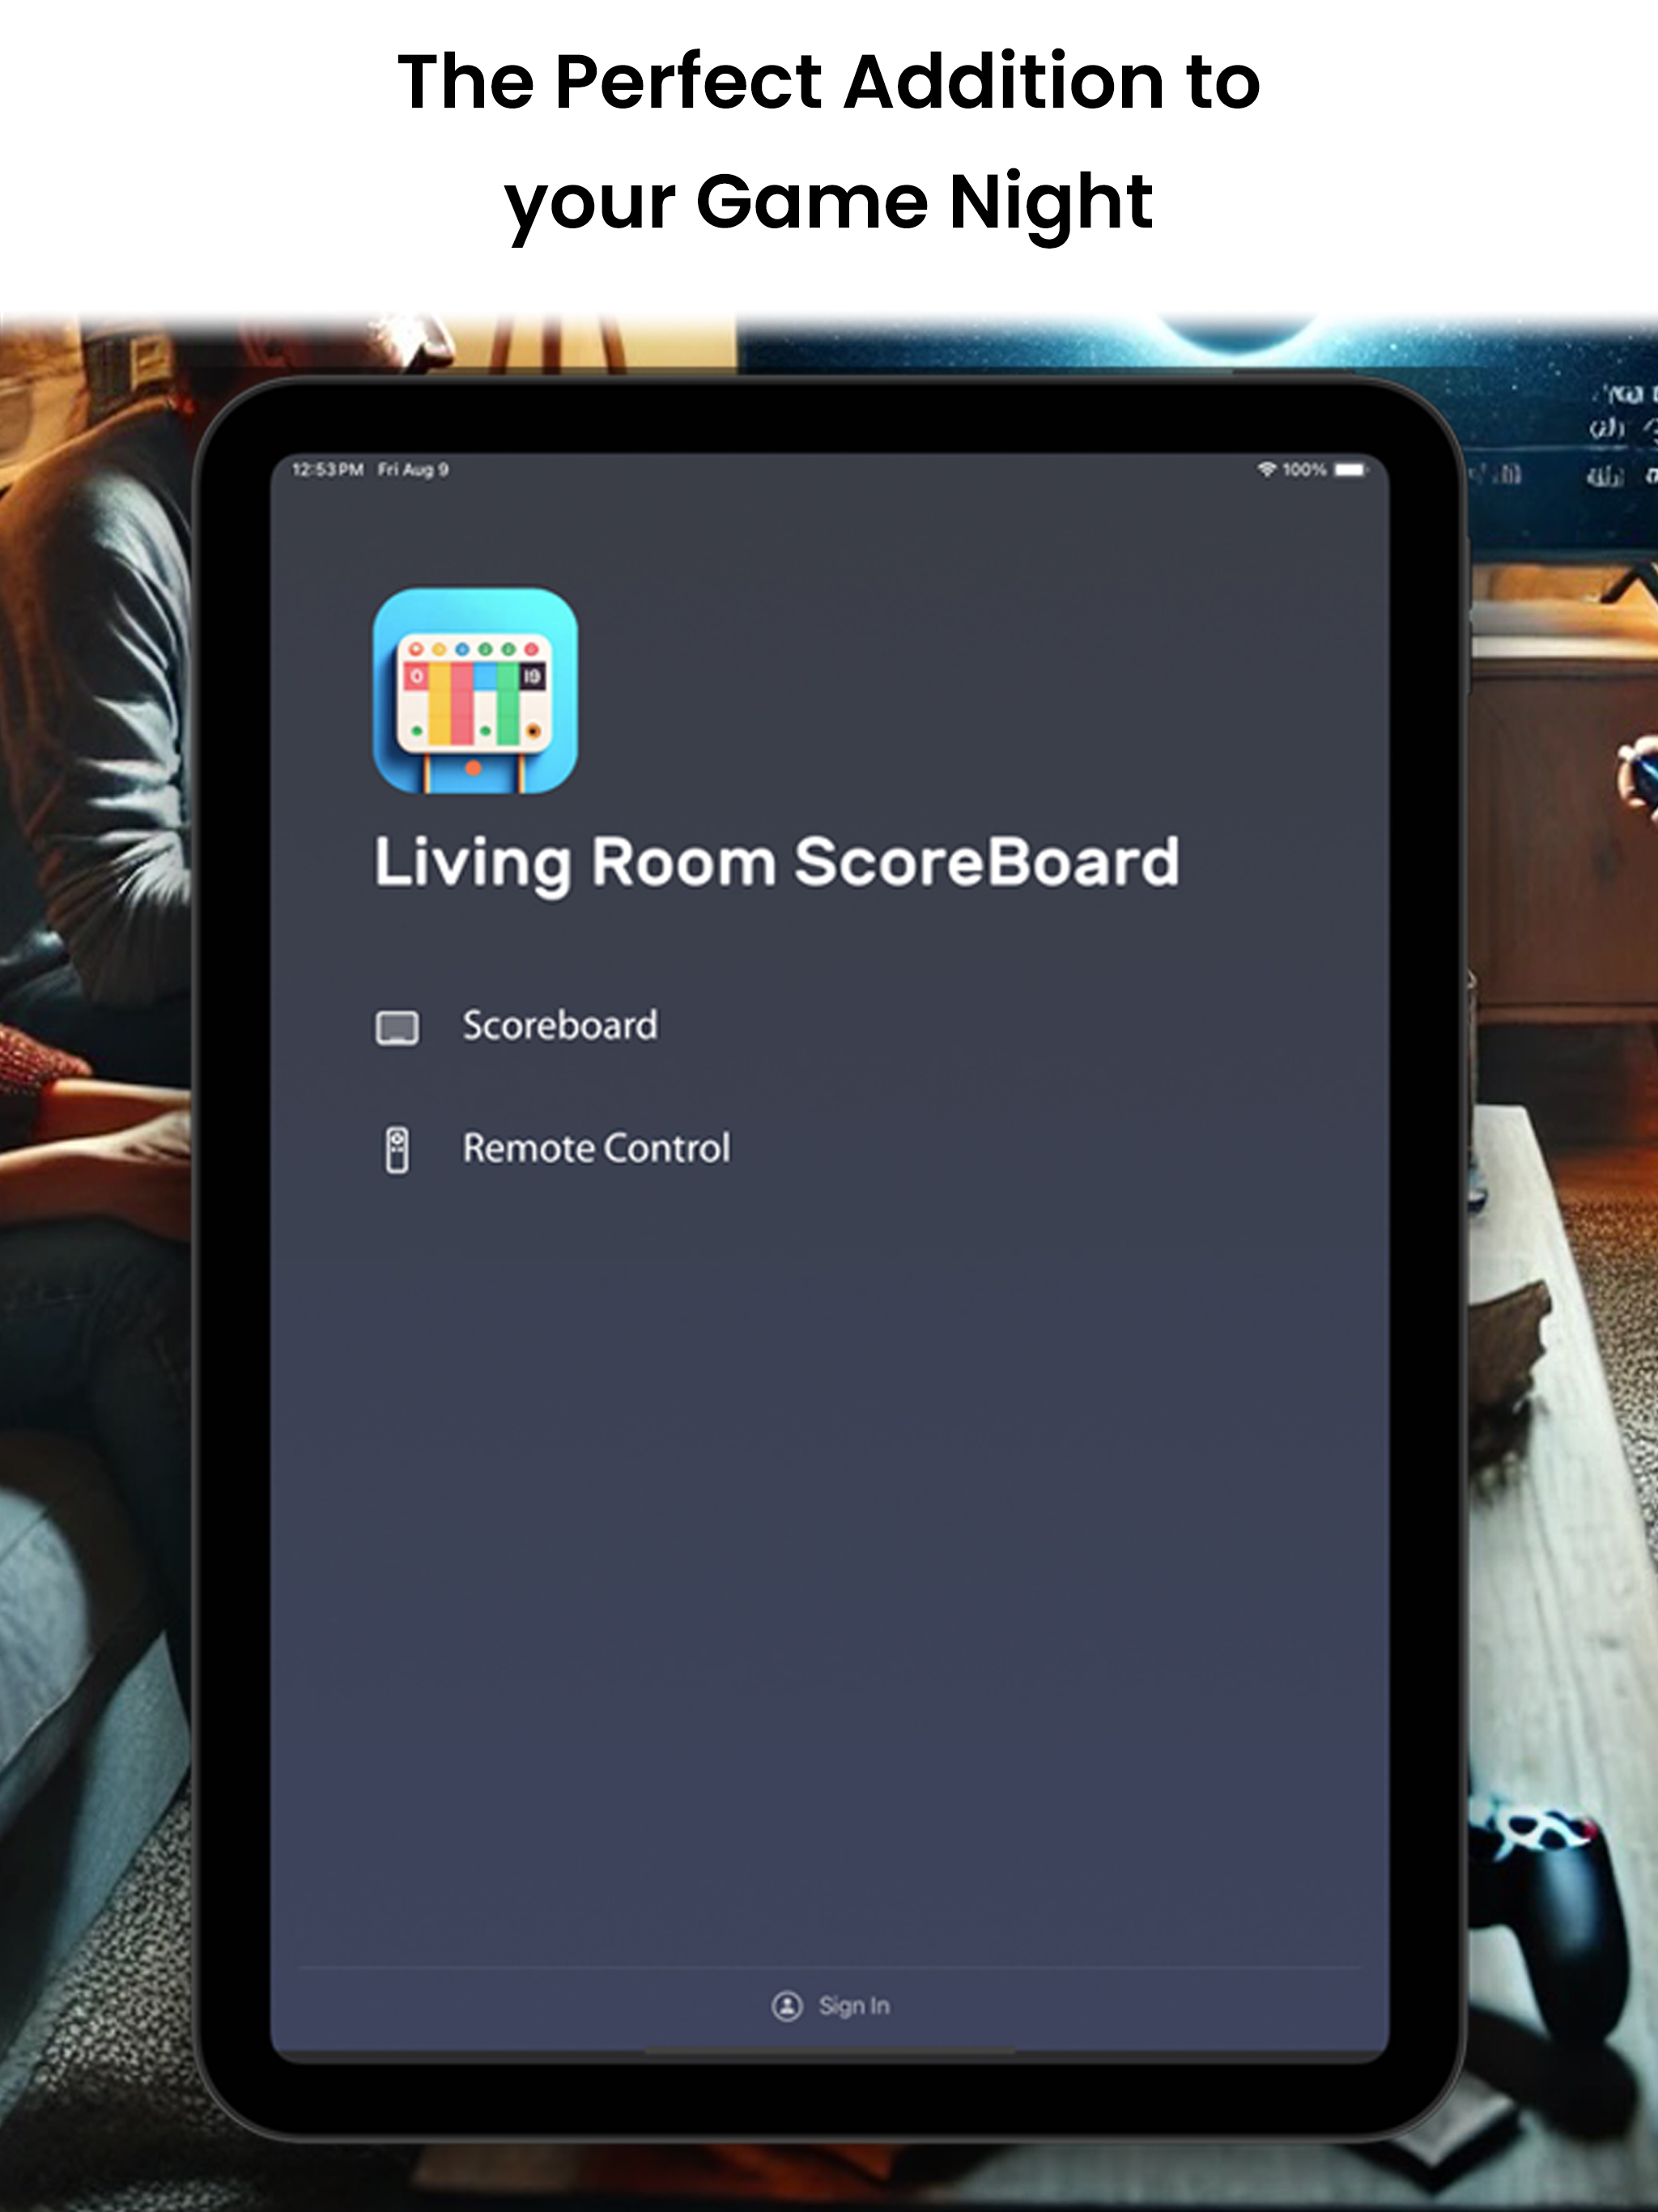 The Perfect Addition to
your Game Night
12:53 PM Fri Aug 9
100%
0
19
Living Room ScoreBoard
Scoreboard
Remote Control
Sign In